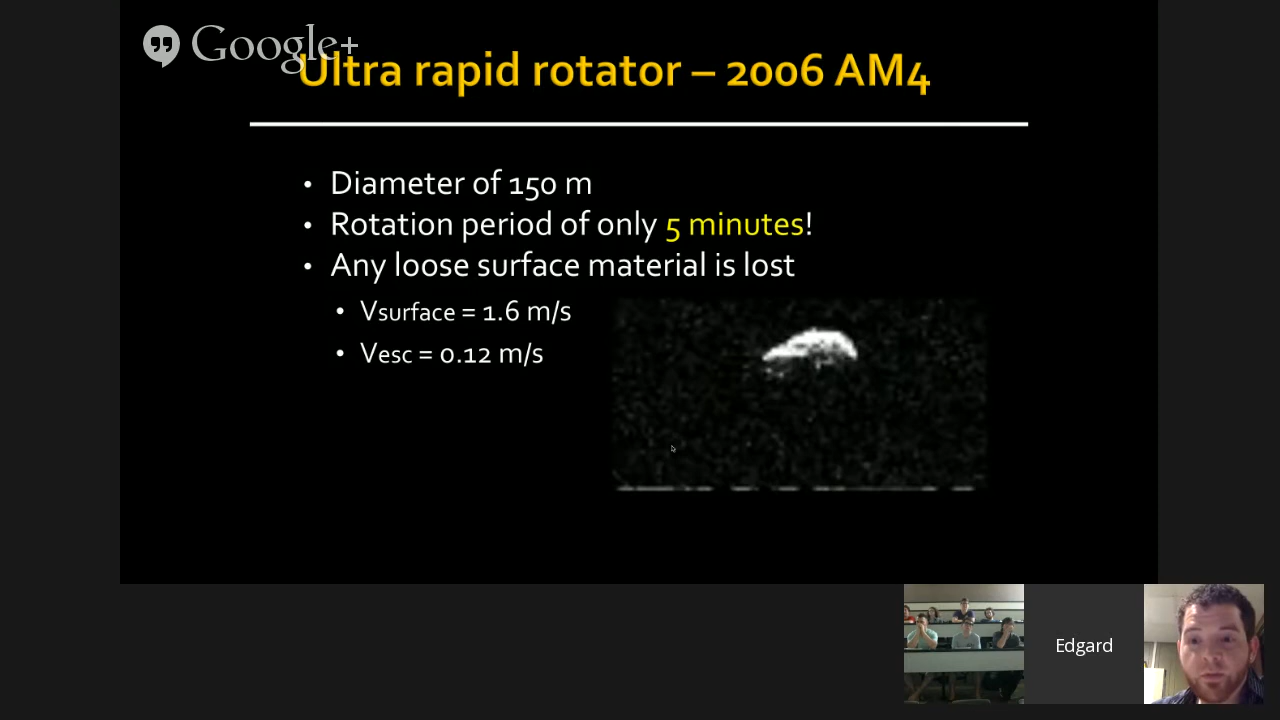 Google+
Ultra rapid rotator – 2006 AM4
• Diameter of 150 m
• Rotation period of only 5 minutes!
• Any loose surface material is lost
• Vsurface = 1.6 m/s
• Vesc = 0.12 m/s
Edgard